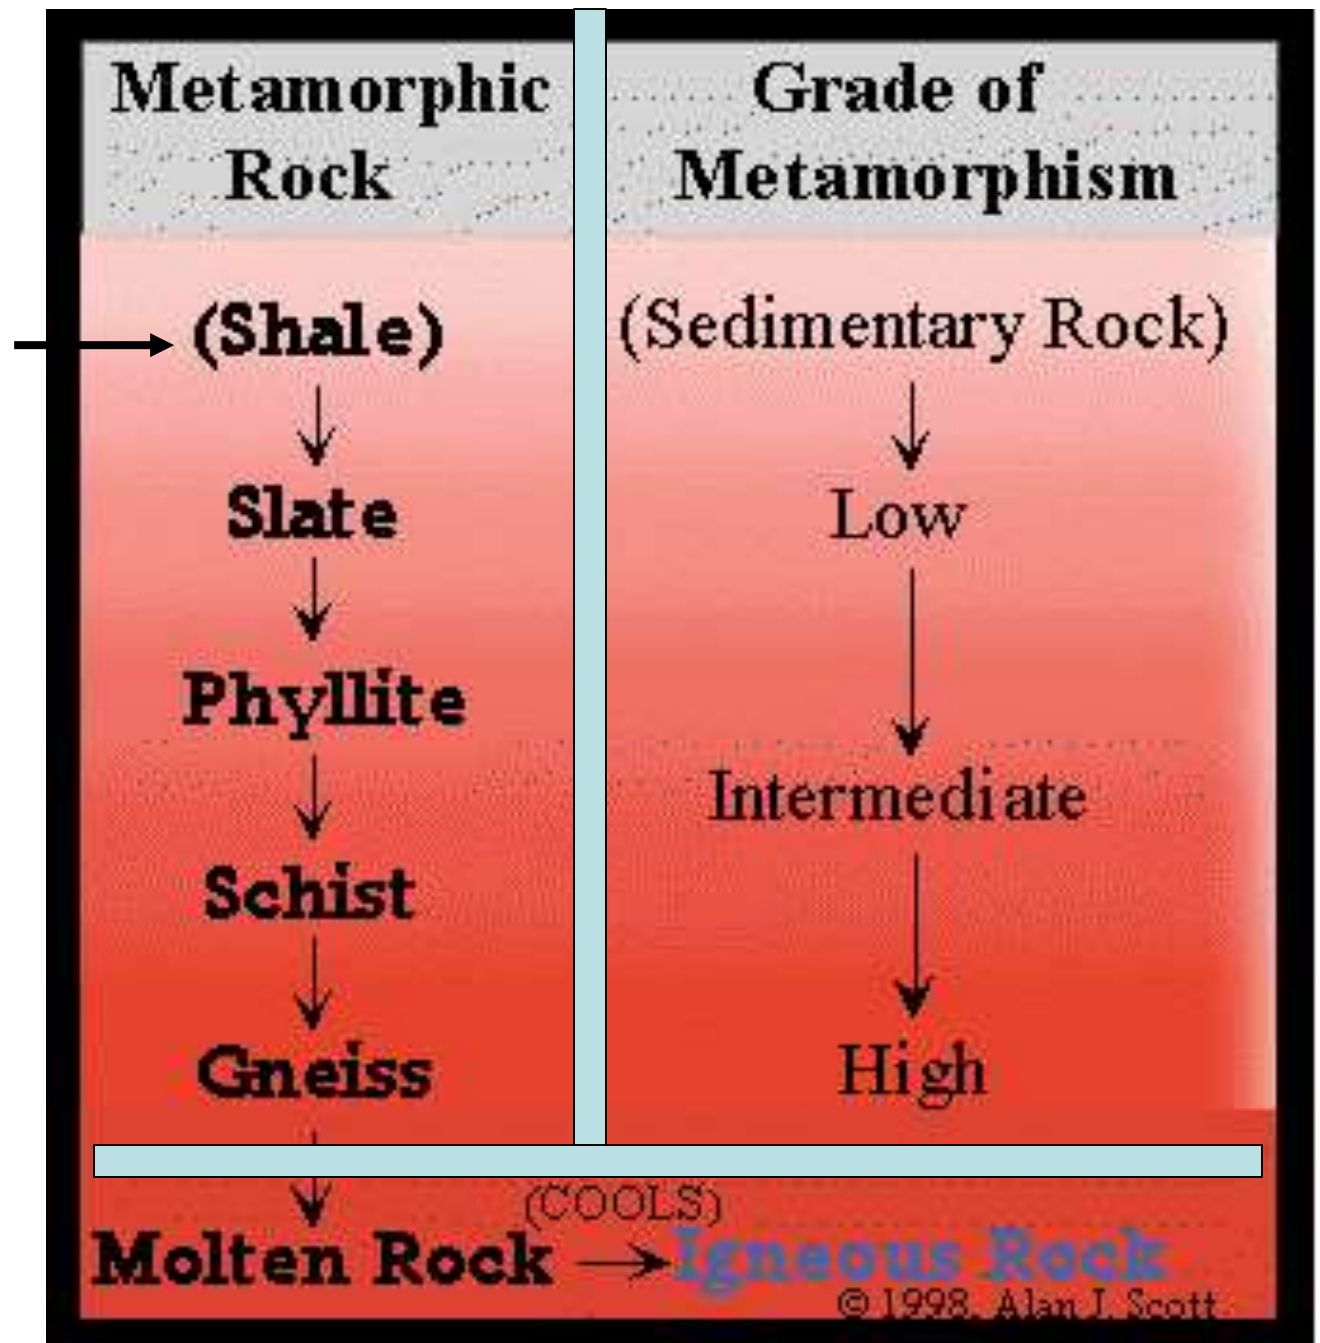 Metamorphic
Rock
Grade of
Metamorphism
(Shale)
(Sedimentary Rock)
Slate
Low
Phyllite
Intermediate
Schist
Gneiss
High
(COOLS)
Molten Rock
Igneous Rock
© 1998, Alan J. Scott